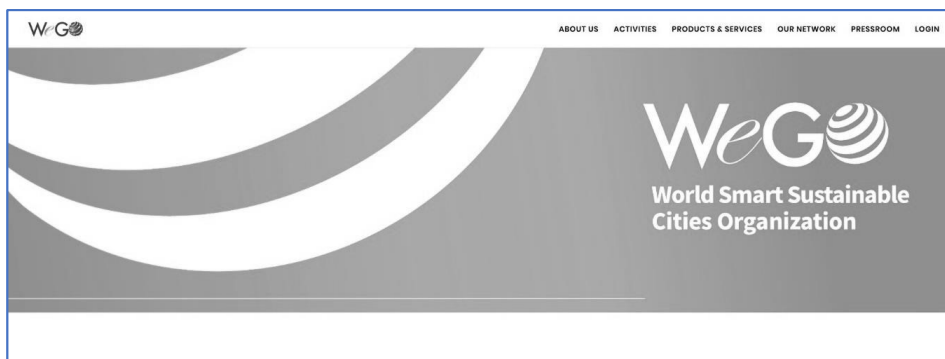 WeGO
ABOUT US ACTIVITIES PRODUCTS & SERVICES OUR NETWORK PRESSROOM LOGIN
WeGO
World Smart Sustainable
Cities Organization